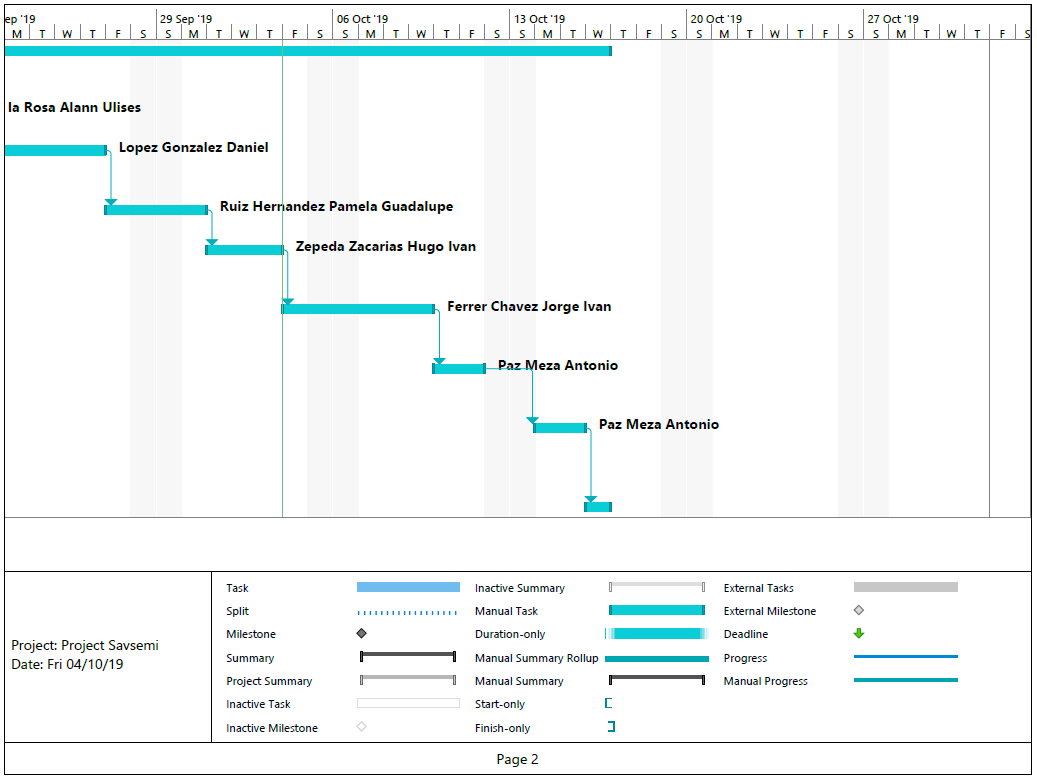 ep '19 29 Sep '19 06 Oct '19 13 Oct '19 20 Oct '19 27 Oct '19
M T W T F S S M T W T F S S M T W T F S S M T W T F S S M T W T F S S M T W T F S
la Rosa Alann Ulises
Lopez Gonzalez Daniel
Ruiz Hernandez Pamela Guadalupe
Zepeda Zacarias Hugo Ivan
Ferrer Chavez Jorge Ivan
Paz Meza Antonio
Paz Meza Antonio
Project: Project Savsemi
Date: Fri 04/10/19
Task
Split
Milestone
Summary
Project Summary
Inactive Task
Inactive Milestone
Inactive Summary
Manual Task
Duration-only
Manual Summary Rollup
Manual Summary
Start-only
Finish-only
External Tasks
External Milestone
Deadline
Progress
Manual Progress
Page 2